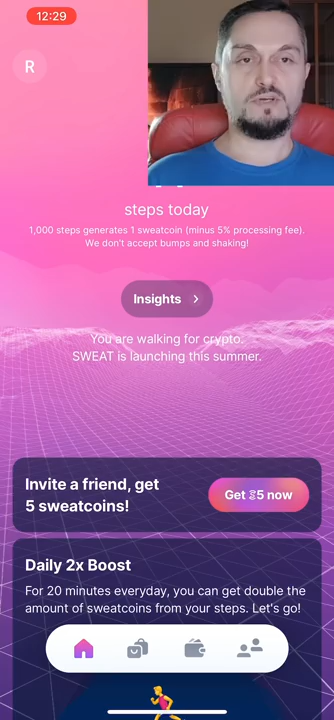 12:29
R
steps today
1,000 steps generates 1 sweatcoin (minus 5% processing fee).
We don't accept bumps and shaking!
Insights
You are walking for crypto.
SWEAT is launching this summer.
Invite a friend, get
5 sweatcoins!
Get 5 now
Daily 2x Boost
For 20 minutes everyday, you can get double the
amount of sweatcoins from your steps. Let's go!